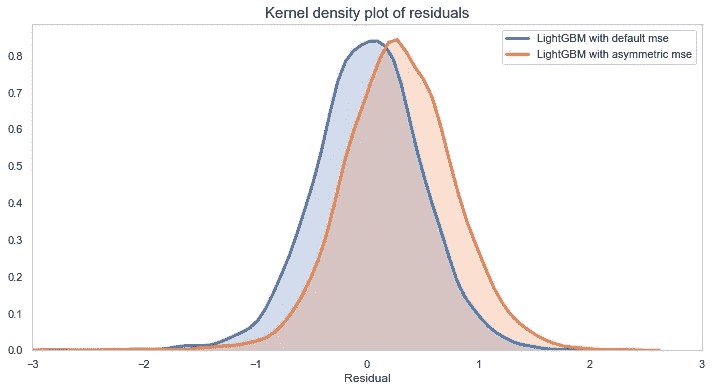 Kernel density plot of residuals
LightGBM with default mse
LightGBM with asymmetric mse
0.8
0.7
0.6
0.5
0.4
0.3
0.2
0.1
0.0
-3 -2 -1 0 1 2 3
Residual